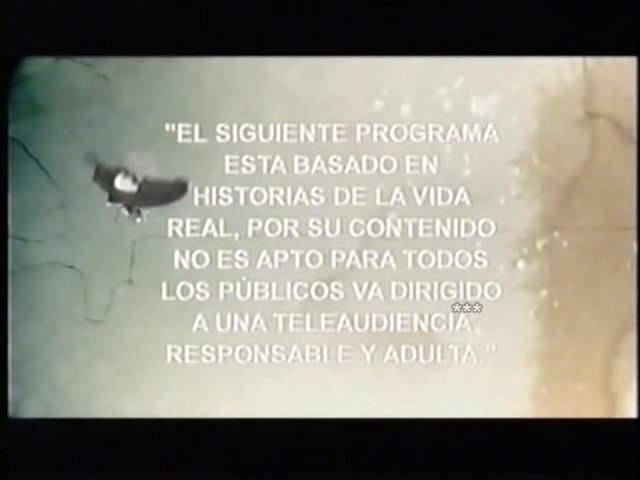 "EL SIGUIENTE PROGRAMA
ESTA BASADO EN
HISTORIAS DE LA VIDA
REAL, POR SU CONTENIDO
NO ES APTO PARA TODOS
LOS PÚBLICOS VA DIRIGIDO
***
A UNA TELEAUDIENCIA
RESPONSABLE Y ADULTA."